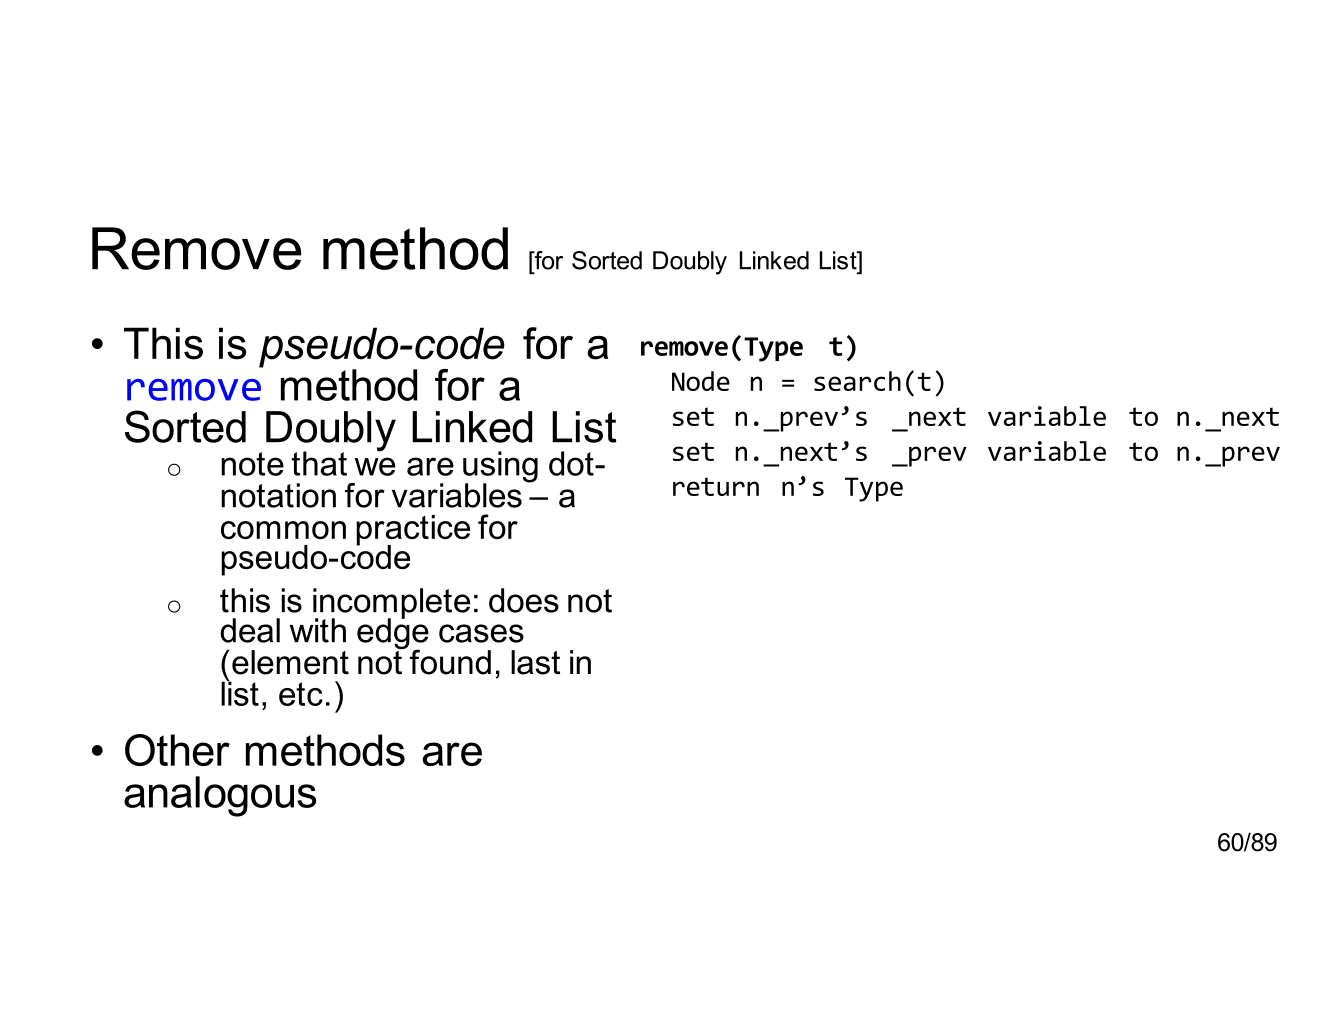 Remove method [for Sorted Doubly Linked List]
• This is pseudo-code for a
remove method for a
Sorted Doubly Linked List
o note that we are using dot-
notation for variables – a
common practice for
pseudo-code
o this is incomplete: does not
deal with edge cases
(element not found, last in
list, etc.)
• Other methods are
analogous
remove(Type t)
Node n = search(t)
set n._prev’s _next variable to n._next
set n._next’s _prev variable to n._prev
return n’s Type
60/89